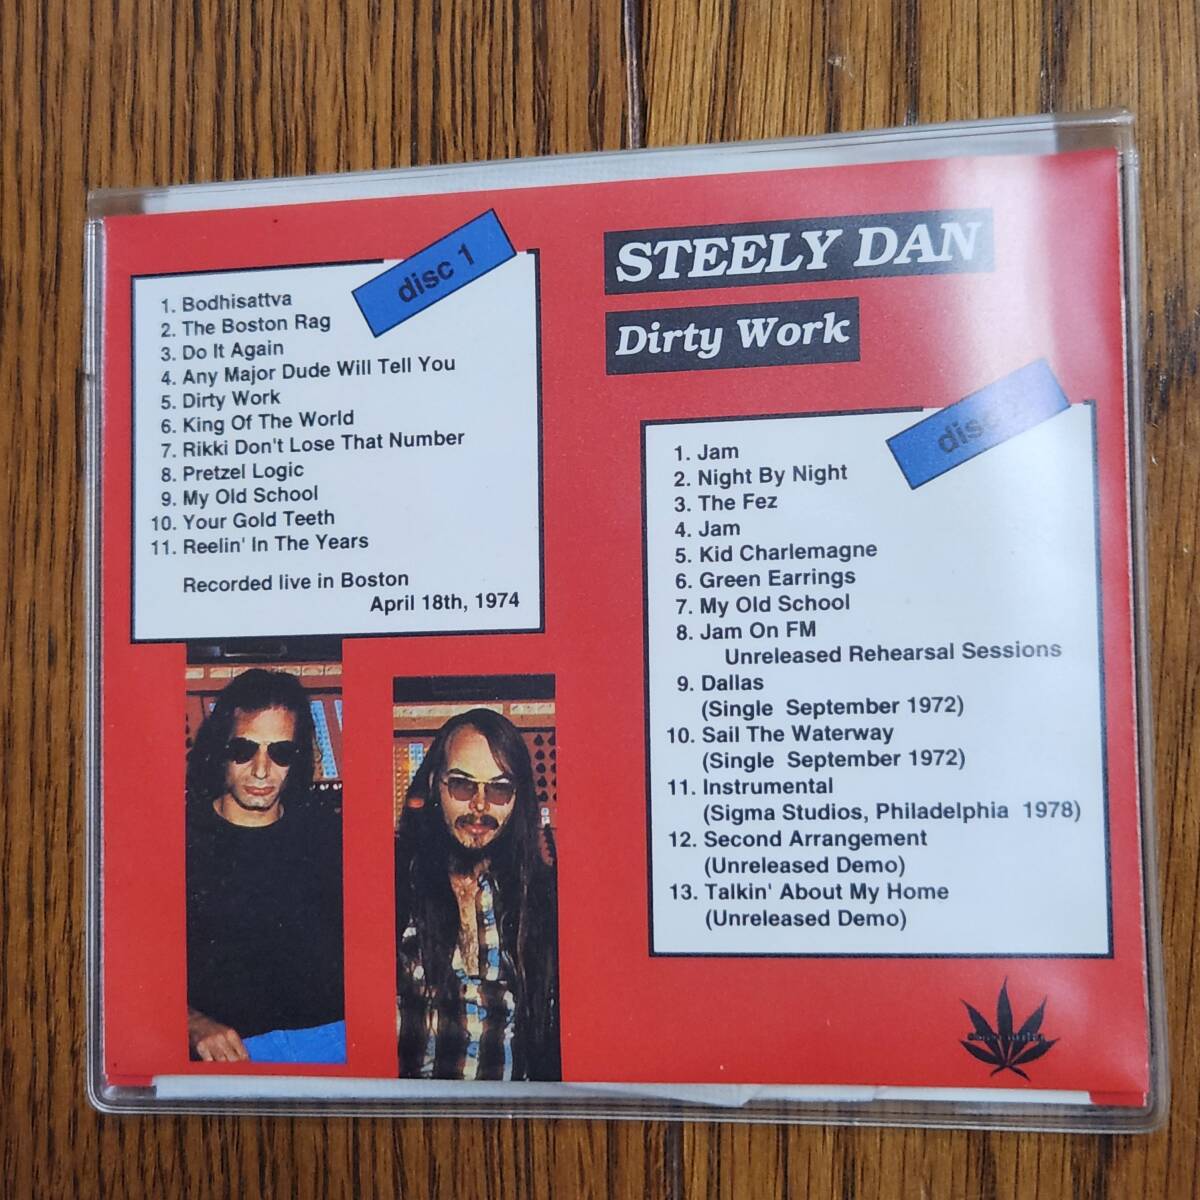 disc 1
1. Bodhisattva
2. The Boston Rag
3. Do It Again
4. Any Major Dude Will Tell You
5. Dirty Work
6. King Of The World
7. Rikki Don't Lose That Number
8. Pretzel Logic
9. My Old School
10. Your Gold Teeth
11. Reelin' In The Years
Recorded live in Boston
April 18th, 1974
STEELY DAN
Dirty Work
disc
1. Jam
2. Night By Night
3. The Fez
4. Jam
5. Kid Charlemagne
6. Green Earrings
7. My Old School
8. Jam On FM
Unreleased Rehearsal Sessions
9. Dallas
(Single September 1972)
10. Sail The Waterway
(Single September 1972)
11. Instrumental
(Sigma Studios, Philadelphia 1978)
12. Second Arrangement
(Unreleased Demo)
13. Talkin' About My Home
(Unreleased Demo)